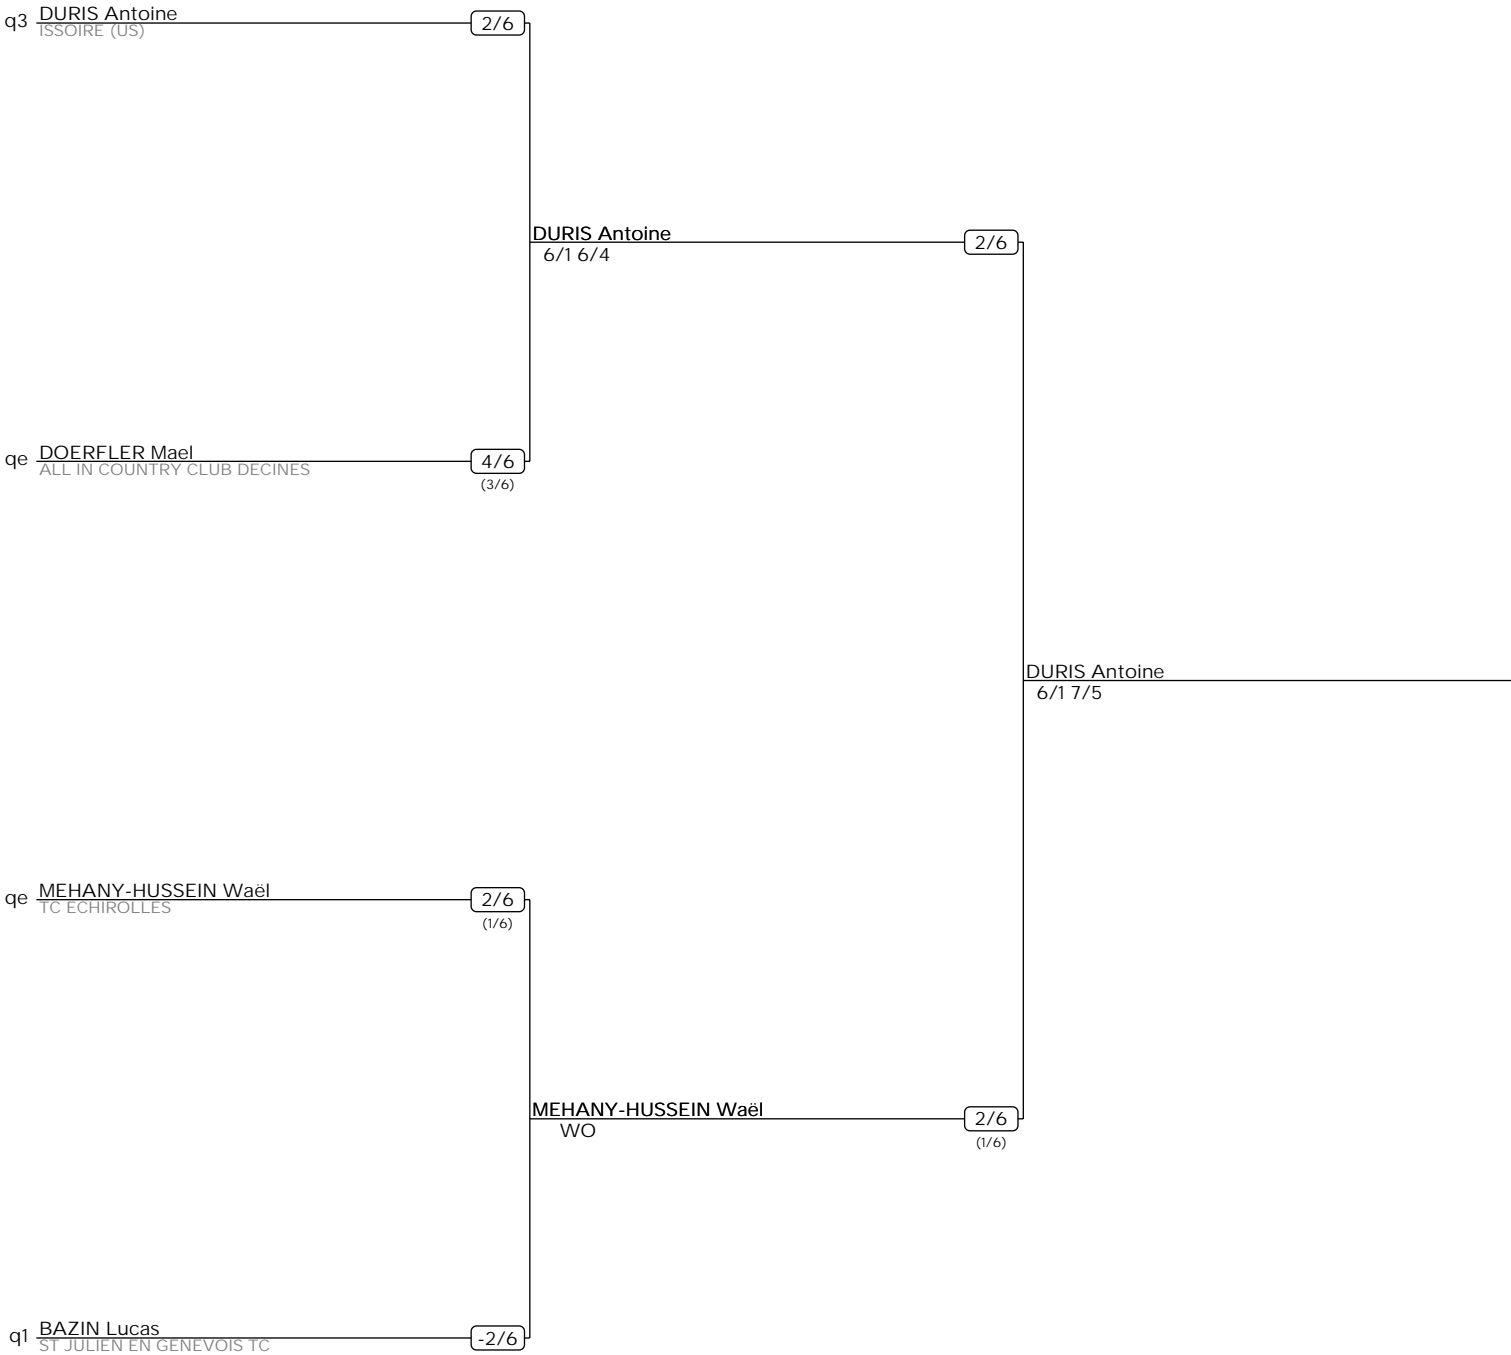 q3 DURIS Antoine 2/6
ISSOIRE (US)
DURIS Antoine 2/6
6/1 6/4
qe DOERFLER Mael 4/6
ALL IN COUNTRY CLUB DECINES
(3/6)
DURIS Antoine
6/1 7/5
qe MEHANY-HUSSEIN Waël 2/6
TC ECHIROLLES
(1/6)
MEHANY-HUSSEIN Waël 2/6
WO
(1/6)
q1 BAZIN Lucas -2/6
ST JULIEN EN GENEVOIS TC